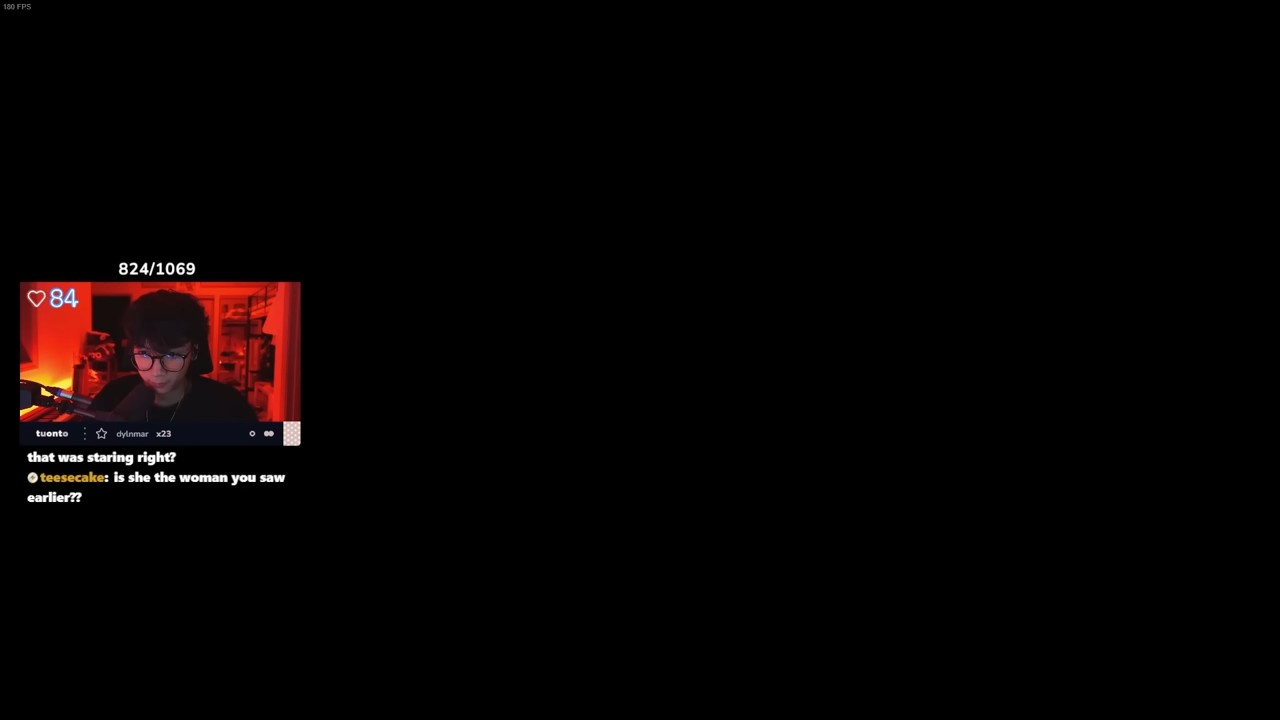 180 FPS
824/1069
84
tuonto
dylnmar x23
that was staring right?
teesecake: is she the woman you saw
earlier??